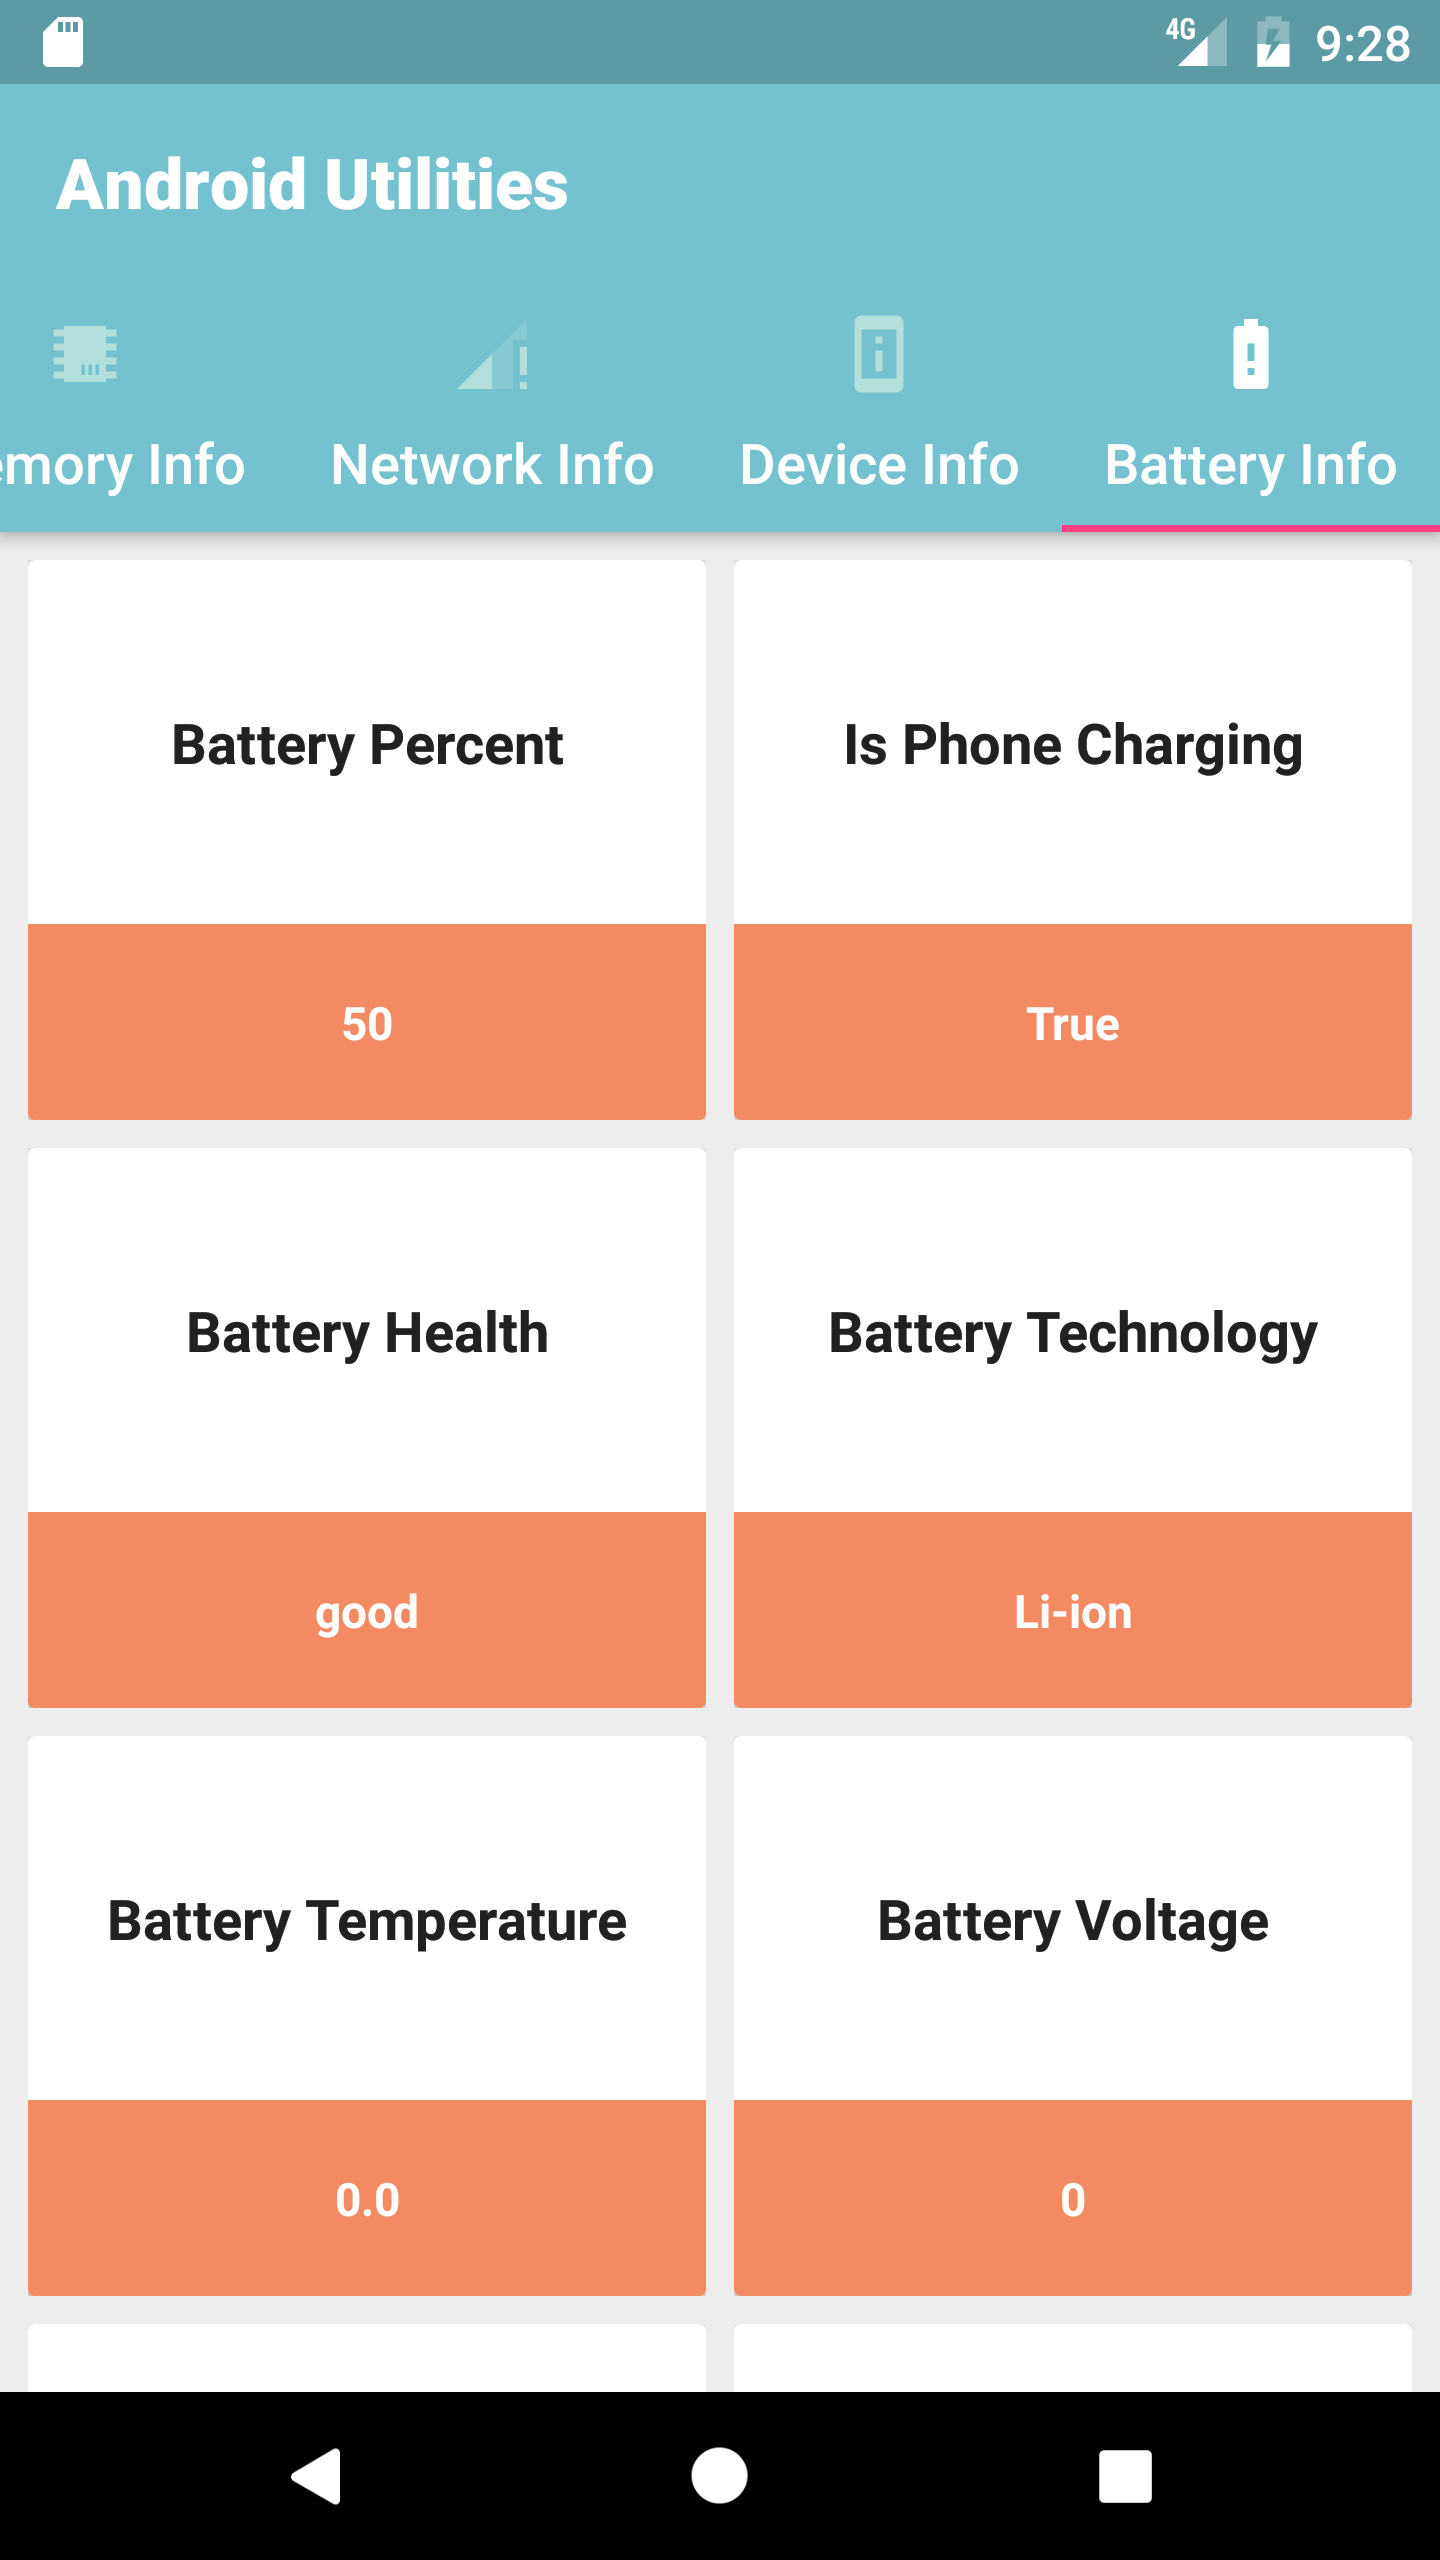 4G 9:28
Android Utilities
emory Info Network Info Device Info Battery Info
Battery Percent Is Phone Charging
50 True
Battery Health Battery Technology
good Li-ion
Battery Temperature Battery Voltage
0.0 0